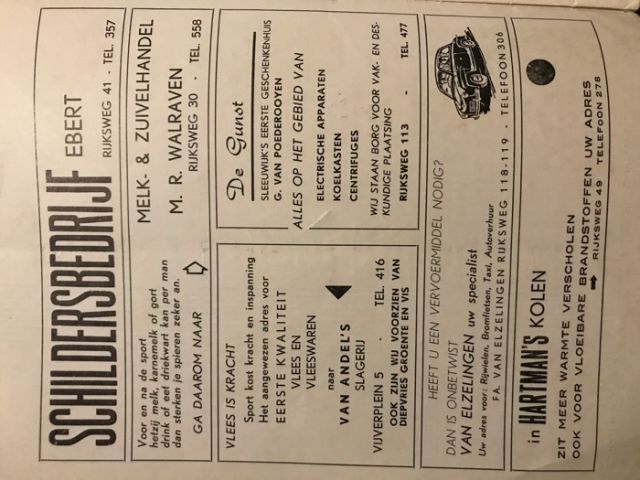 SCHILDERSBEDRIJF EBERT
RIJKSWEG 41 - TEL. 357
Voor en na de sport
hetzij melk, karnemelk of gort
drink of eet driekwart kan per man
dan sterken je spieren zeker an.
GA DAAROM NAAR
MELK- & ZUIVELHANDEL
M. R. WALRAVEN
RIJKSWEG 30 - TEL. 558
VLEES IS KRACHT
Sport kost kracht en inspanning
Het aangewezen adres voor
EERSTE KWALITEIT
VLEES EN
VLEESWAREN
naar
VAN ANDEL'S
SLAGERIJ
VIJVERPLEIN 5 - TEL. 416
OOK ZIJN WIJ VOORZIEN VAN
DIEPVRIES GROENTE EN VIS
De Gunst
SLEEUWIJK'S EERSTE GESCHENKENHUIS
G. VAN POEDEROOYEN
ALLES OP HET GEBIED VAN
ELECTRISCHE APPARATEN
KOELKASTEN
CENTRIFUGES
WIJ STAAN BORG VOOR VAK- EN DES-
KUNDIGE PLAATSING
RIJKSWEG 113 - TEL. 477
HEEFT U EEN VERVOERMIDDEL NODIG?
DAN IS ONBETWIST
VAN ELZELINGEN uw specialist
Uw adres voor: Rijwielen, Bromfietsen, Taxi, Autoverhuur
FA. VAN ELZELINGEN RIJKSWEG 118-119 - TELEFOON 306
in HARTMAN'S KOLEN
ZIT MEER WARMTE VERSCHOLEN
OOK VOOR VLOEIBARE BRANDSTOFFEN UW ADRES
RIJKSWEG 49 TELEFOON 278